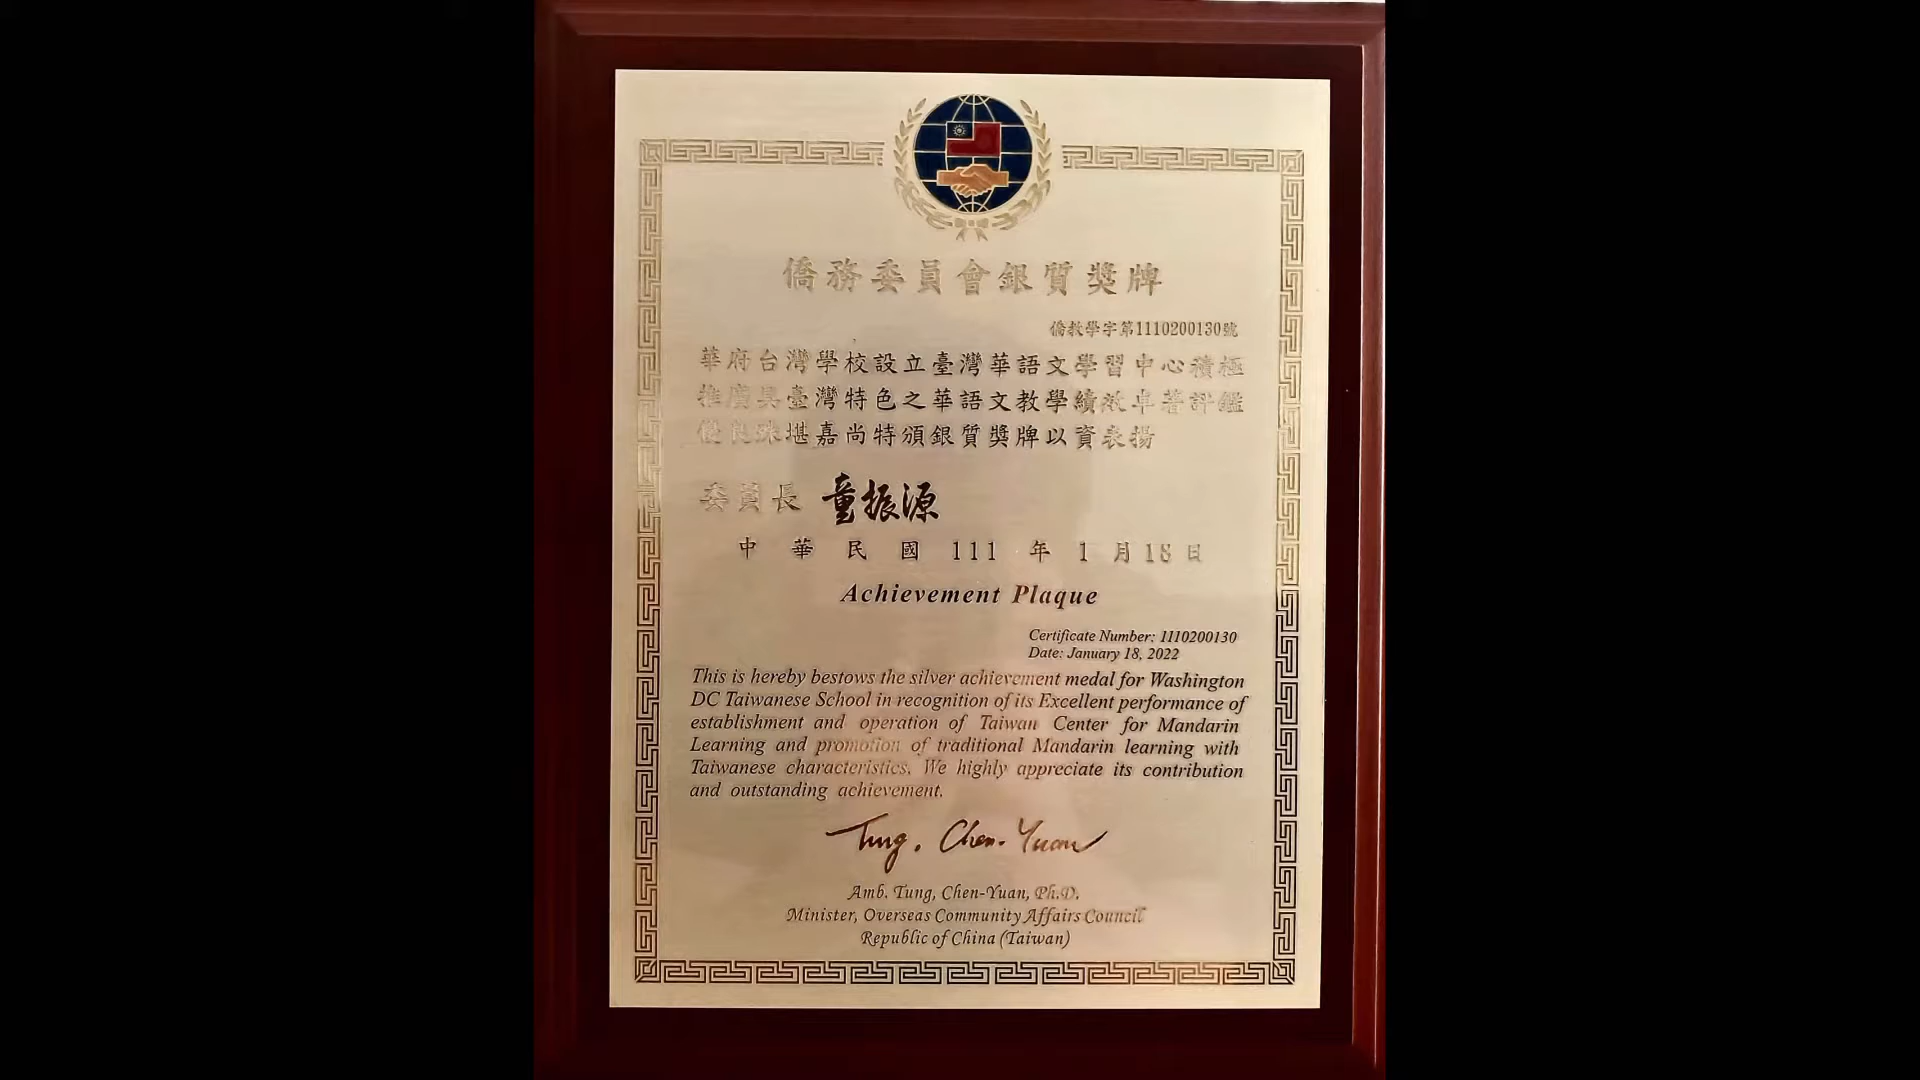 僑務委員會銀質獎牌
僑教學字第1110200130號
華府台灣學校設立臺灣華語文學習中心積極
推廣具臺灣特色之華語文教學績效卓著評鑑
優良殊堪嘉尚特頒銀質獎牌以資表揚
委員長 童振源
中華民國 111 年 1 月 18 日
Achievement Plaque
Certificate Number: 1110200130
Date: January 18, 2022
This is hereby bestows the silver achievement medal for Washington
DC Taiwanese School in recognition of its Excellent performance of
establishment and operation of Taiwan Center for Mandarin
Learning and promotion of traditional Mandarin learning with
Taiwanese characteristics. We highly appreciate its contribution
and outstanding achievement.
Tung, Chen-Yuan
Amb. Tung, Chen-Yuan, Ph.D.
Minister, Overseas Community Affairs Council
Republic of China (Taiwan)